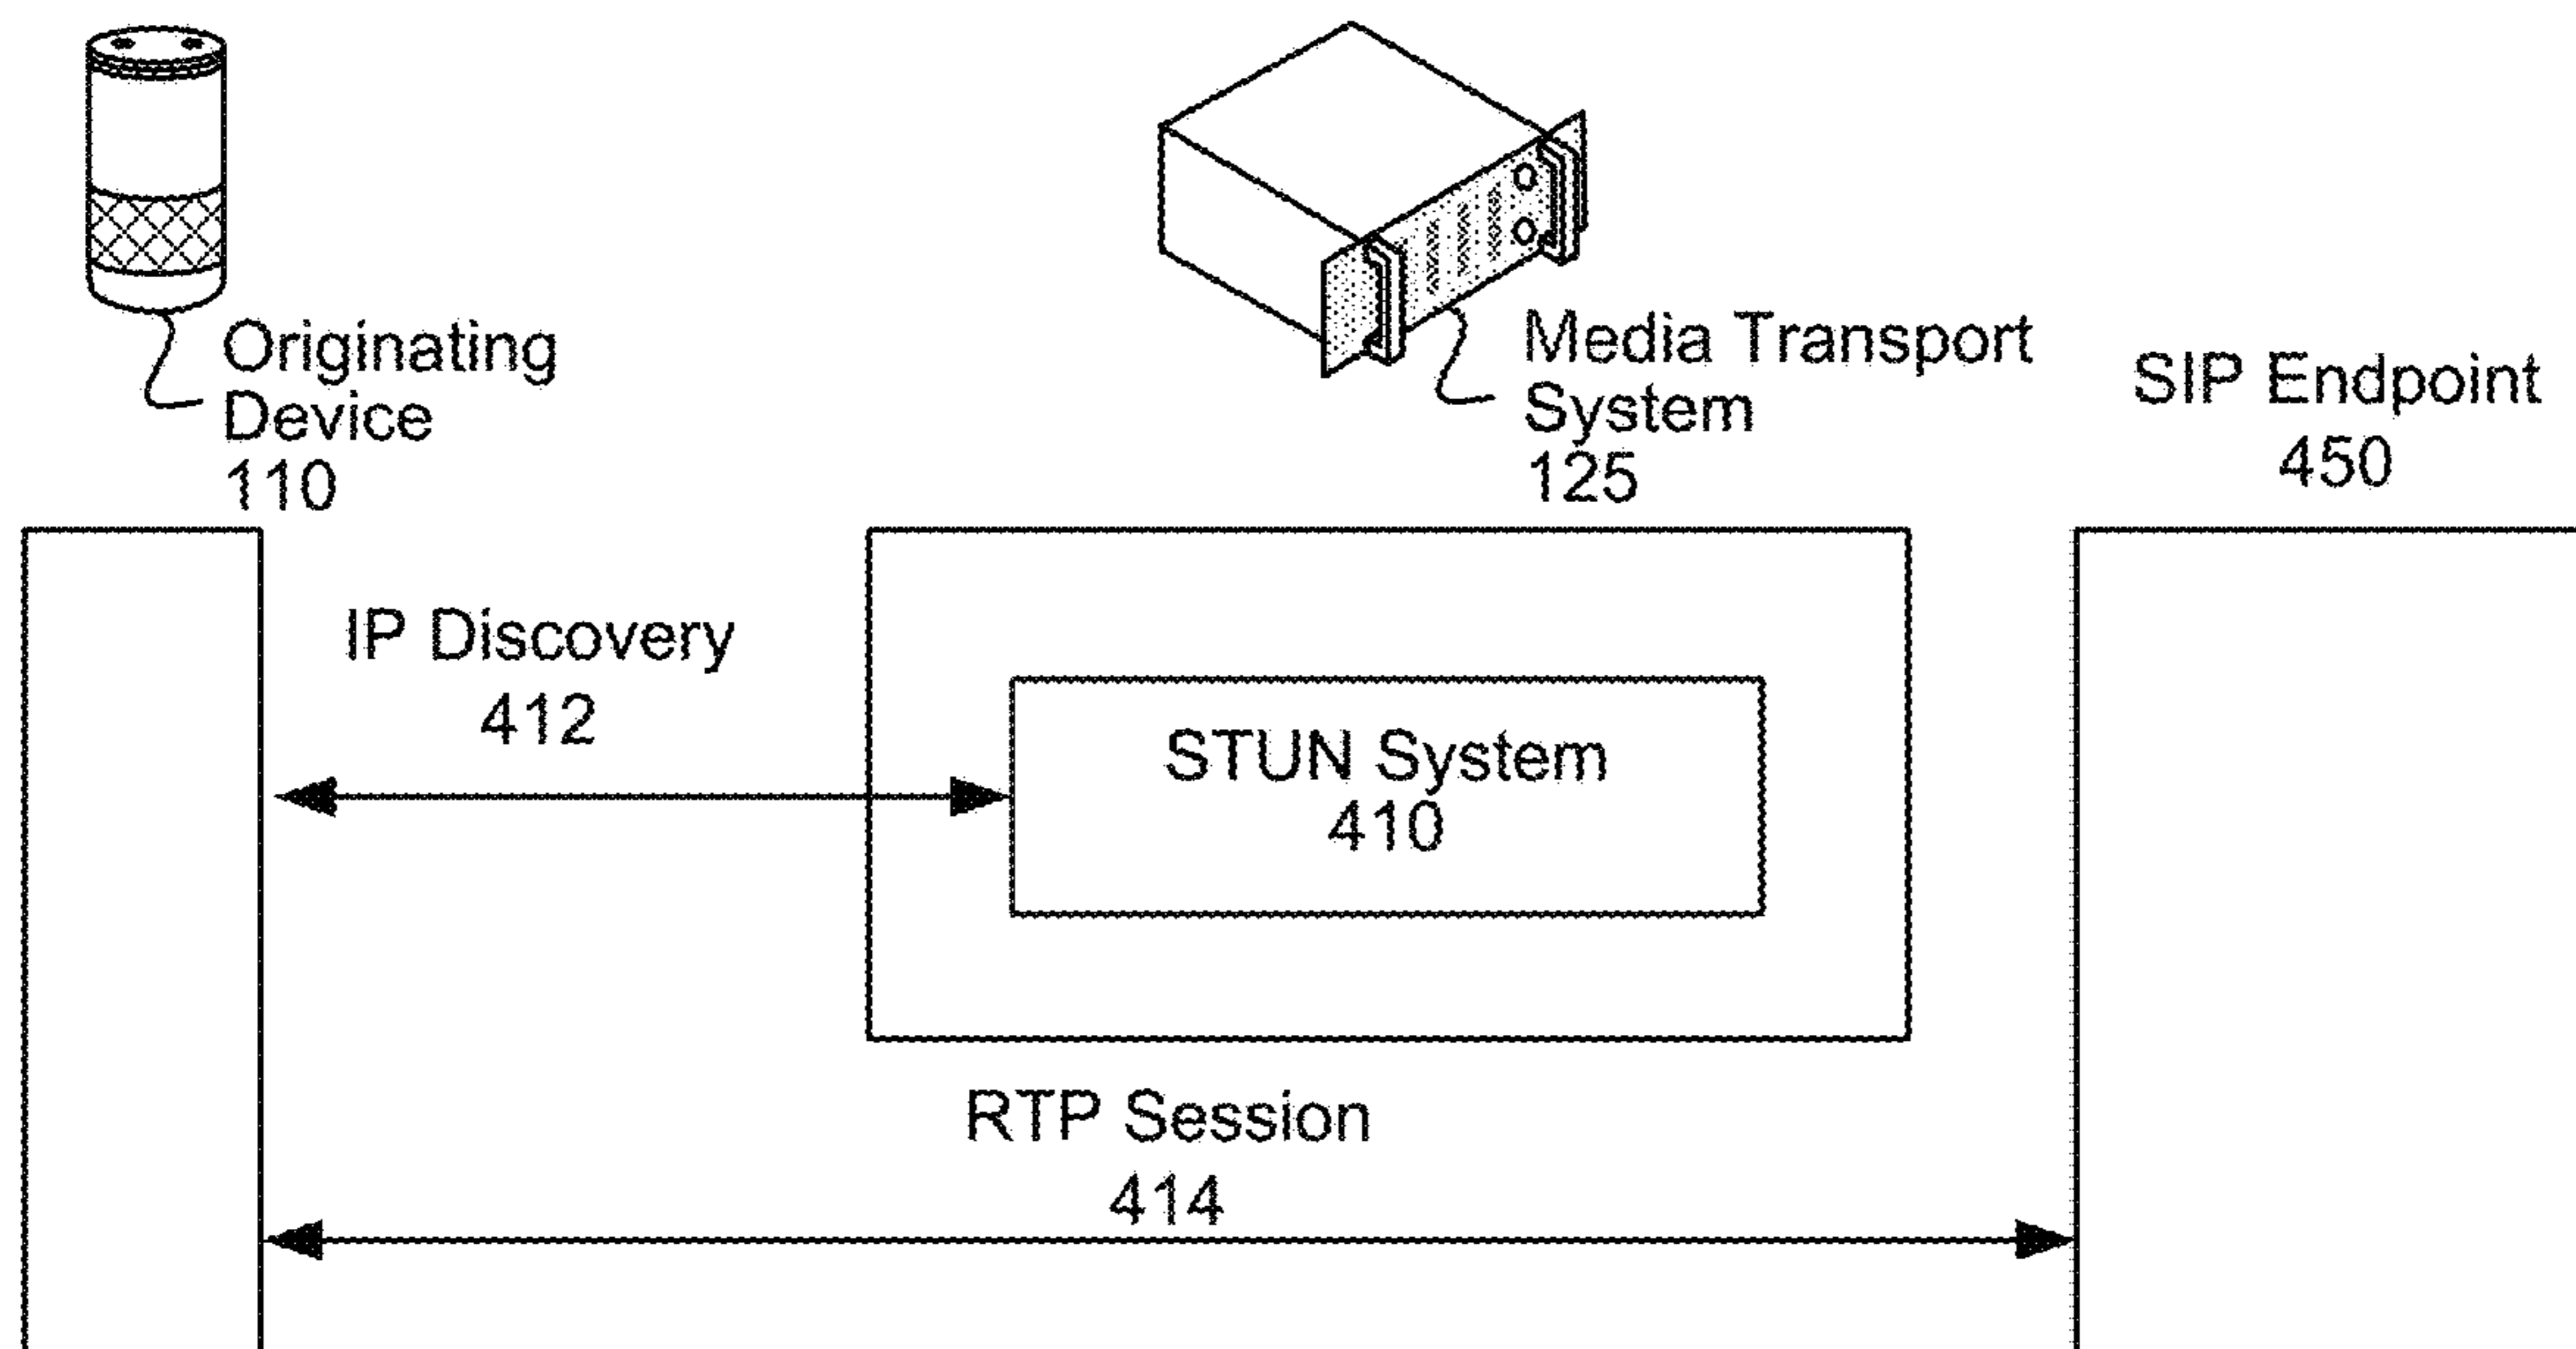 Originating
Device
110
Media Transport
System
125
SIP Endpoint
450
IP Discovery
412
STUN System
410
RTP Session
414